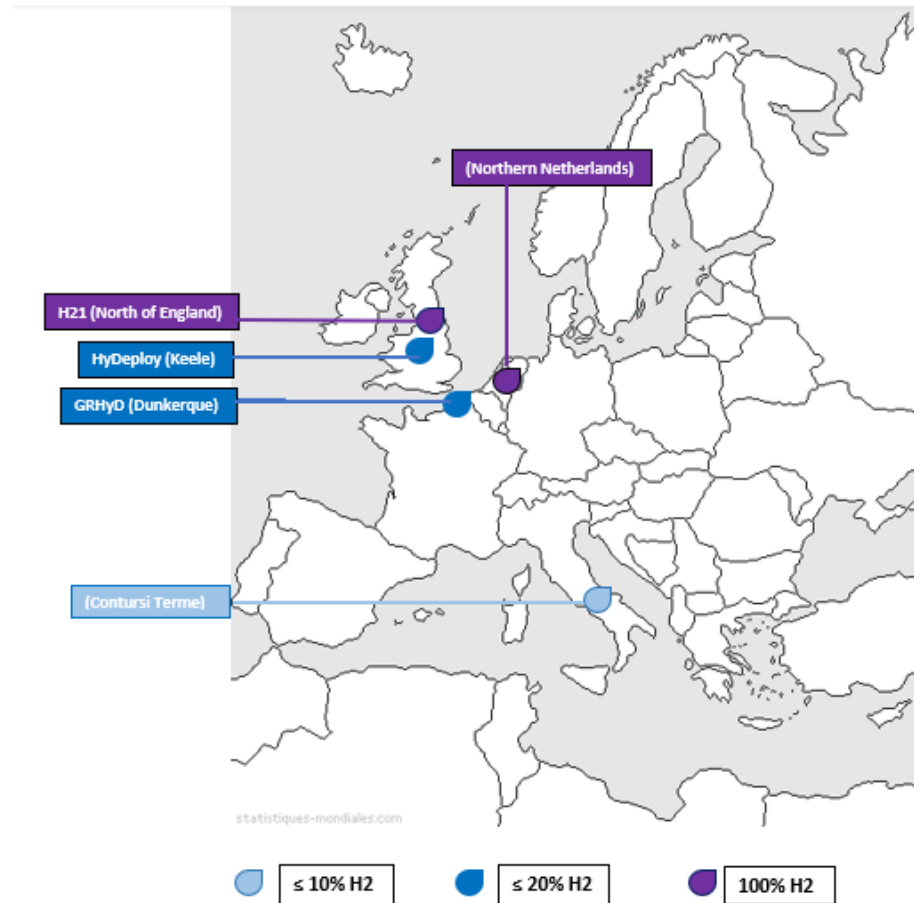 (Northern Netherlands)
H21 (North of England)
HyDeploy (Keele)
GRHyD (Dunkerque)
(Contursi Terme)
statistiques-mondiales.com
≤ 10% H2
≤ 20% H2
100% H2